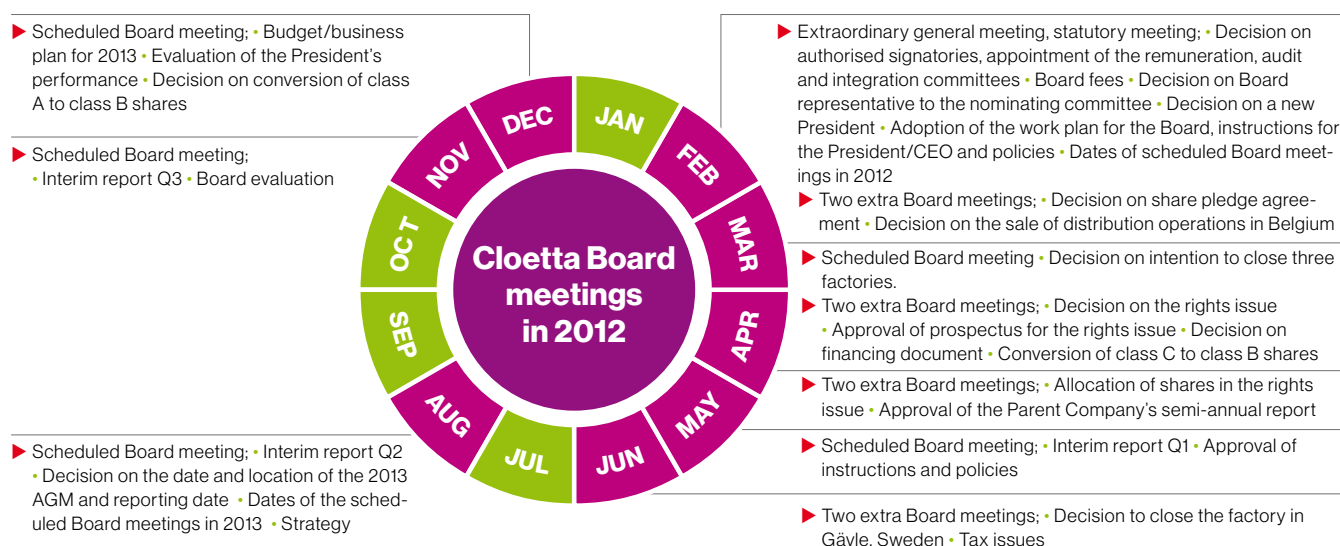 Scheduled Board meeting; • Budget/business
plan for 2013 • Evaluation of the President's
performance • Decision on conversion of class
A to class B shares
Scheduled Board meeting;
• Interim report Q3 • Board evaluation
Scheduled Board meeting; • Interim report Q2
• Decision on the date and location of the 2013
AGM and reporting date • Dates of the sched-
uled Board meetings in 2013 • Strategy
Cloetta Board
meetings
in 2012
JAN
FEB
MAR
APR
MAY
JUN
JUL
AUG
SEP
OCT
NOV
DEC
Extraordinary general meeting, statutory meeting; • Decision on
authorised signatories, appointment of the remuneration, audit
and integration committees • Board fees • Decision on Board
representative to the nominating committee • Decision on a new
President • Adoption of the work plan for the Board, instructions for
the President/CEO and policies • Dates of scheduled Board meet-
ings in 2012
Two extra Board meetings; • Decision on share pledge agree-
ment • Decision on the sale of distribution operations in Belgium
Scheduled Board meeting • Decision on intention to close three
factories.
Two extra Board meetings; • Decision on the rights issue
• Approval of prospectus for the rights issue • Decision on
financing document • Conversion of class C to class B shares
Two extra Board meetings; • Allocation of shares in the rights
issue • Approval of the Parent Company's semi-annual report
Scheduled Board meeting; • Interim report Q1 • Approval of
instructions and policies
Two extra Board meetings; • Decision to close the factory in
Gävle, Sweden • Tax issues